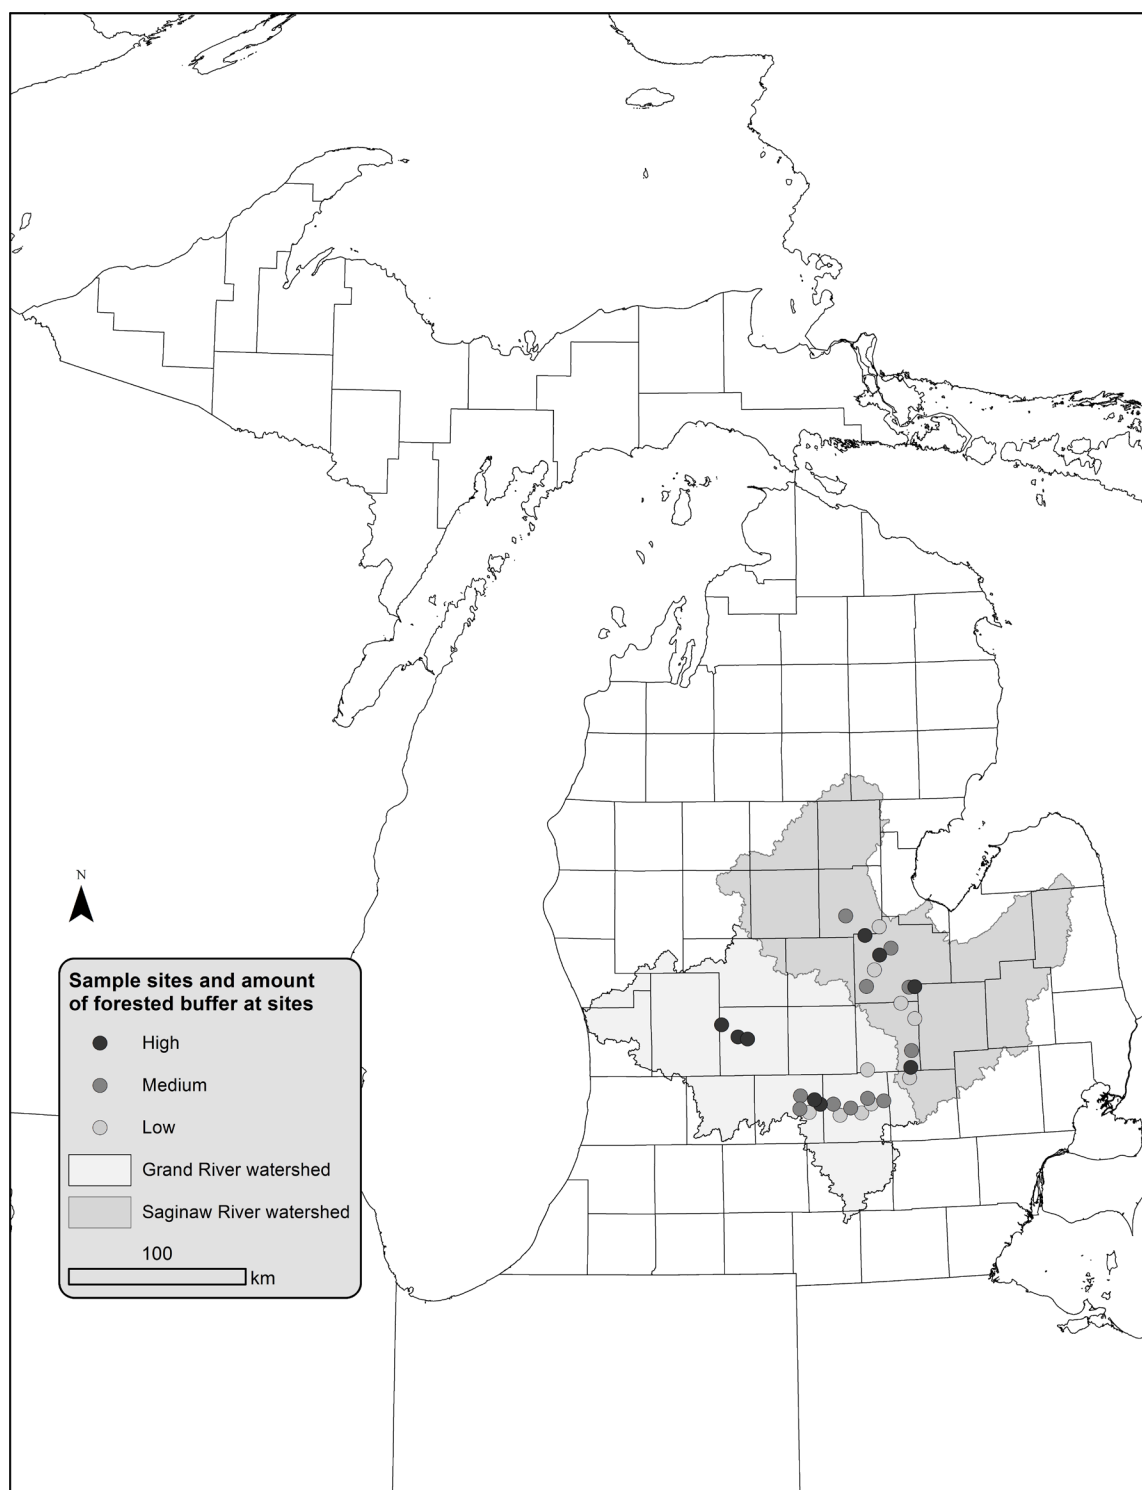 N
Sample sites and amount
of forested buffer at sites
High
Medium
Low
Grand River watershed
Saginaw River watershed
100
km